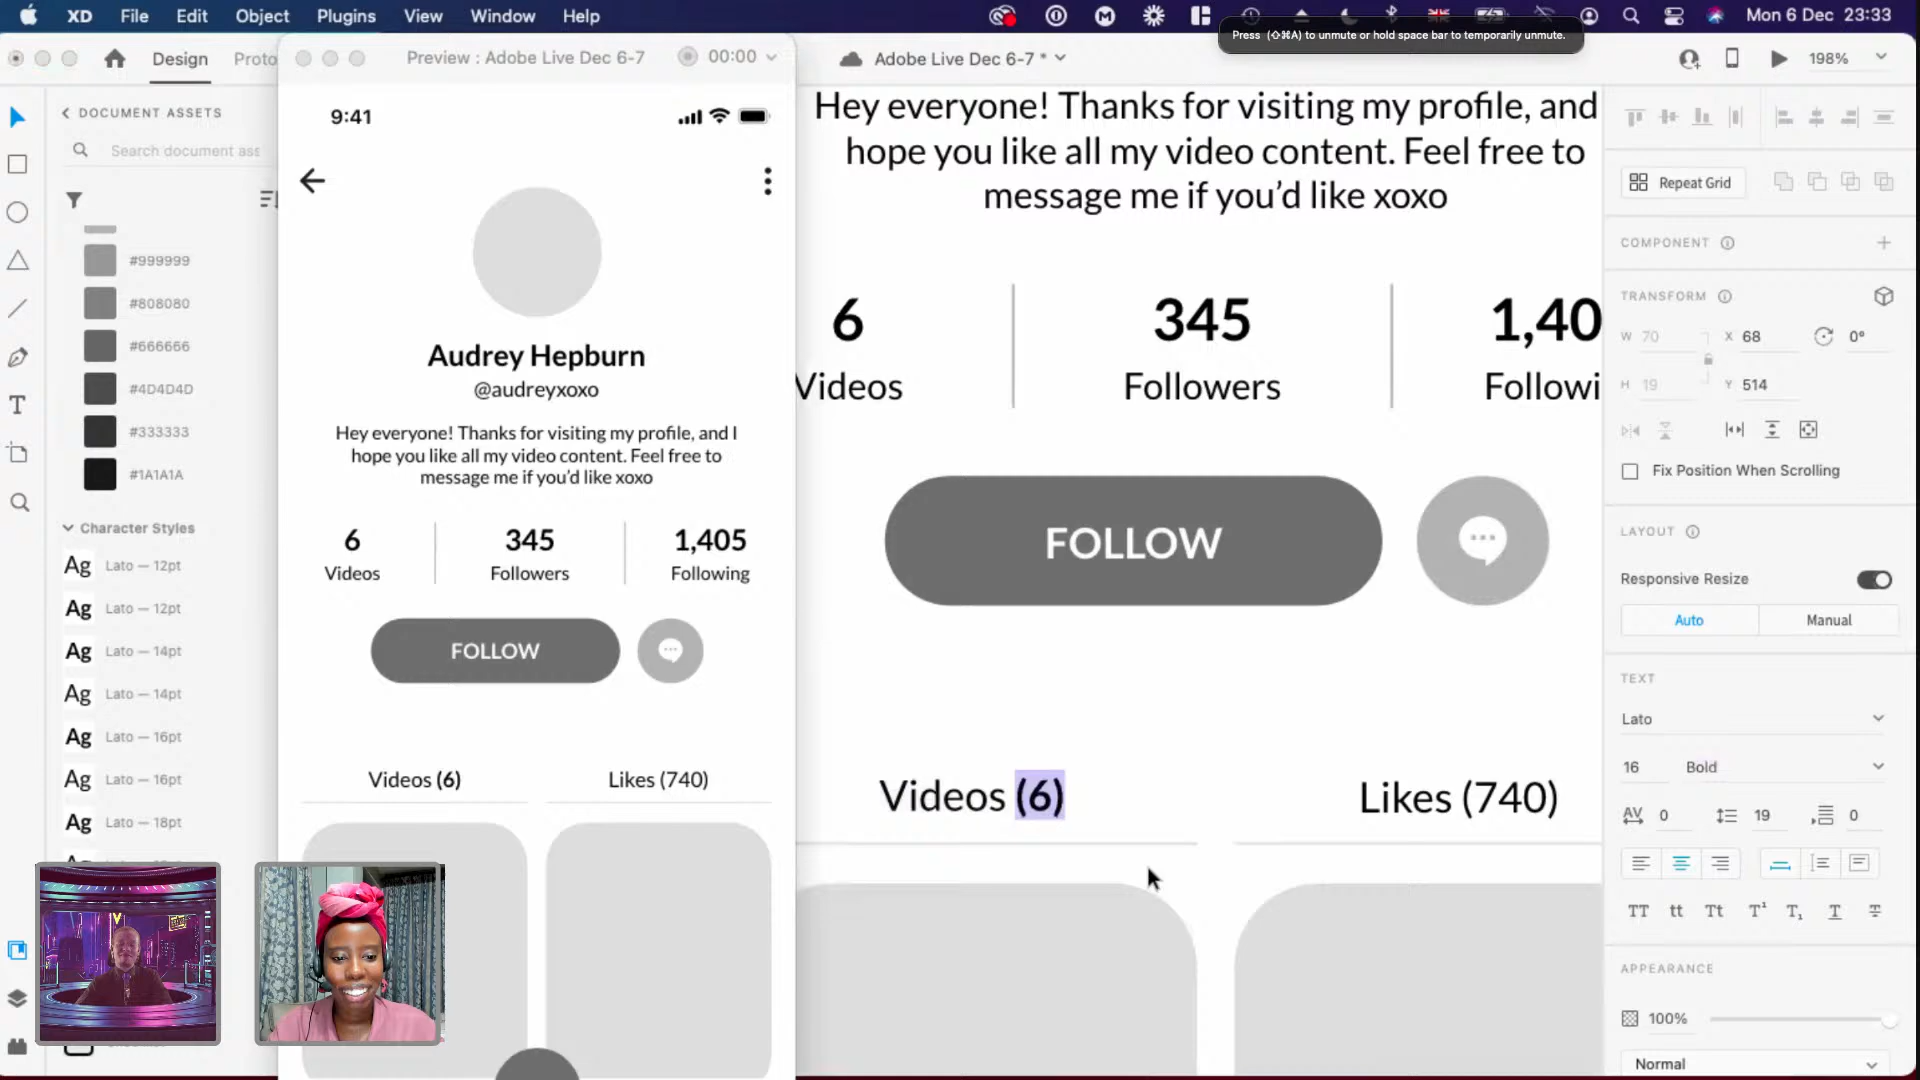 XD File Edit Object Plugins View Window Help
Mon 6 Dec 23:33
Press (⇧⌘A) to unmute or hold space bar to temporarily unmute.
Design Proto
Preview : Adobe Live Dec 6-7 00:00
Adobe Live Dec 6-7 *
198%
DOCUMENT ASSETS
Search document ass
#999999
#808080
#666666
#4D4D4D
#333333
#1A1A1A
Character Styles
Ag Lato — 12pt
Ag Lato — 12pt
Ag Lato — 14pt
Ag Lato — 14pt
Ag Lato — 16pt
Ag Lato — 16pt
Ag Lato — 18pt
9:41
Audrey Hepburn
@audreyxoxo
Hey everyone! Thanks for visiting my profile, and I
hope you like all my video content. Feel free to
message me if you’d like xoxo
6 345 1,405
Videos Followers Following
FOLLOW
Videos (6) Likes (740)
Hey everyone! Thanks for visiting my profile, and
hope you like all my video content. Feel free to
message me if you’d like xoxo
6 345 1,40
Videos Followers Followi
FOLLOW
Videos (6) Likes (740)
Repeat Grid
COMPONENT
TRANSFORM
W 70 X 68 0°
H 19 Y 514
Fix Position When Scrolling
LAYOUT
Responsive Resize
Auto Manual
TEXT
Lato
16 Bold
AV 0 19 0
TT tt Tt T¹ T₁ T T
APPEARANCE
100%
Normal